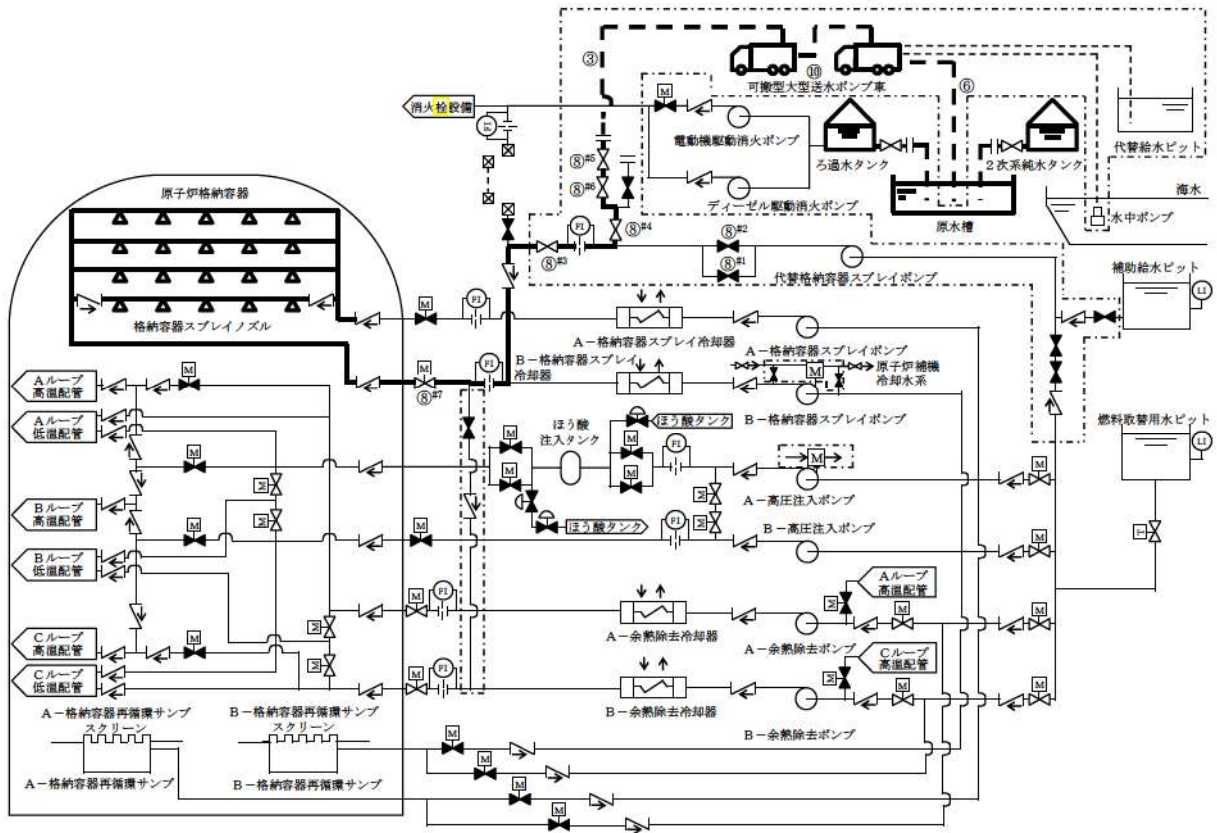 ③
⑩
⑥
可搬型大型送水ポンプ車
消火栓設備
M
FI
電動機駆動消火ポンプ
ろ過水タンク
2次系純水タンク
代替給水ピット
⑧#5
⑧#6
ディーゼル駆動消火ポンプ
原水槽
海水
水中ポンプ
原子炉格納容器
FI
⑧#4
⑧#2
⑧#3
⑧#1
代替格納容器スプレイポンプ
補助給水ピット
LI
格納容器スプレイノズル
M
FI
A-格納容器スプレイ冷却器
A-格納容器スプレイポンプ
B-格納容器スプレイ
冷却器
FI
M
原子炉補機
冷却水系
⑧#7
B-格納容器スプレイポンプ
燃料取替用水ピット
LI
Aループ
高温配管
M
Aループ
低温配管
ほう酸
注入タンク
ほう酸タンク
M
M
FI
M
M
M
M
M
M
A-高圧注入ポンプ
ほう酸タンク
Bループ
高温配管
M
M
M
M
FI
M
B-高圧注入ポンプ
M
I
Bループ
低温配管
Aループ
高温配管
M
FI
M
M
M
A-余熱除去冷却器
A-余熱除去ポンプ
Cループ
高温配管
M
M
M
Cループ
高温配管
Cループ
低温配管
M
FI
M
M
M
B-余熱除去冷却器
B-余熱除去ポンプ
A-格納容器再循環サンプ
スクリーン
B-格納容器再循環サンプ
スクリーン
M
M
A-格納容器再循環サンプ
B-格納容器再循環サンプ
M
M